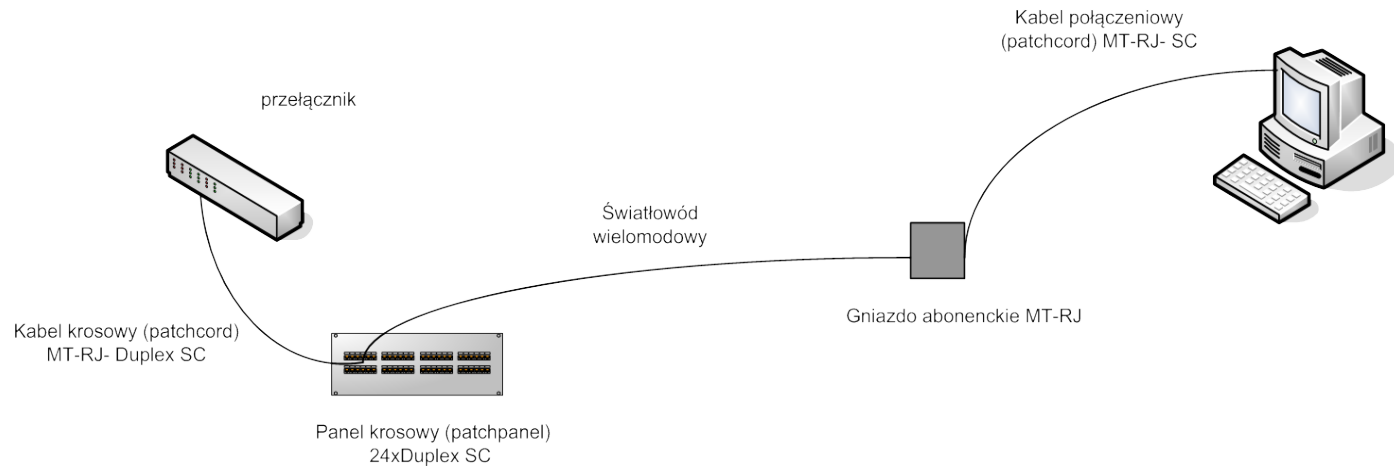 Kabel połączeniowy
(patchcord) MT-RJ- SC
przełącznik
Światłowód
wielomodowy
Gniazdo abonenckie MT-RJ
Kabel krosowy (patchcord)
MT-RJ- Duplex SC
Panel krosowy (patchpanel)
24xDuplex SC